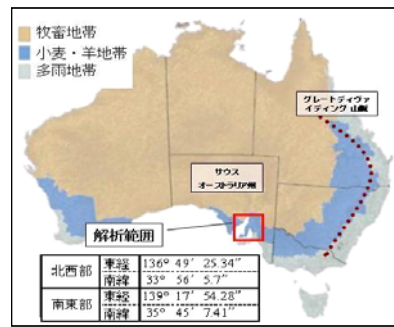 牧畜地帯
小麦・羊地帯
多雨地帯
グレートディヴァ
イディング山脈
サウス
オーストラリア州
解析範囲
北西部 東経 136° 49′ 25.34″
南緯 33° 56′ 5.7″
南東部 東経 139° 17′ 54.28″
南緯 35° 45′ 7.41″